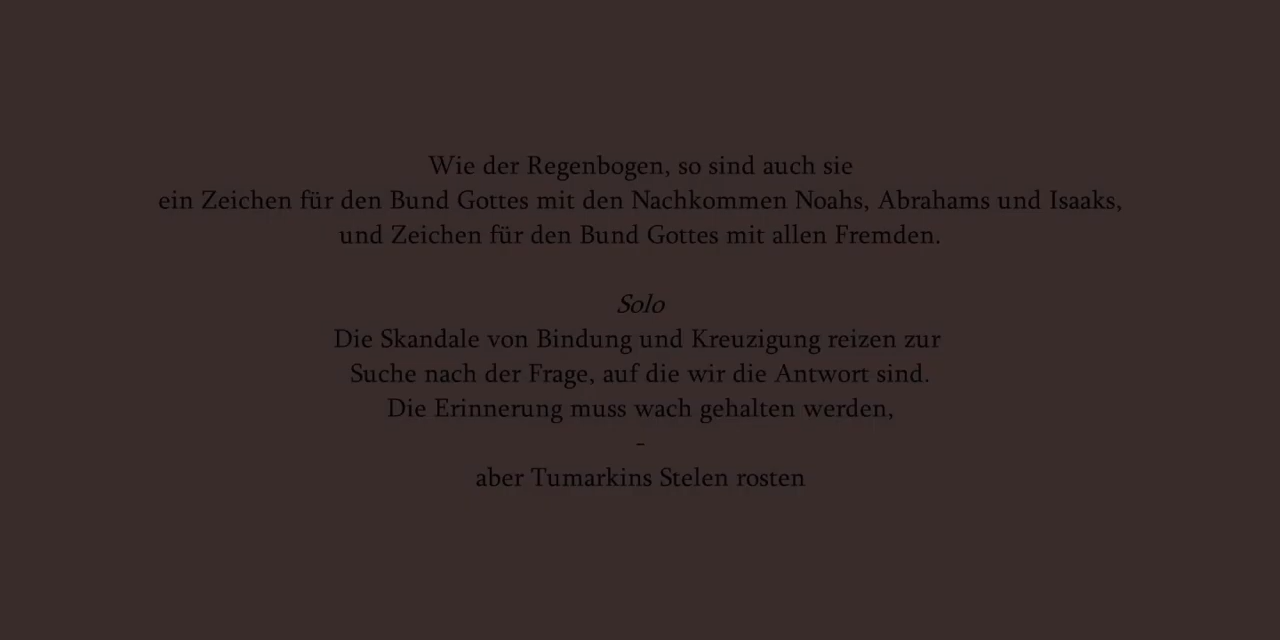 Wie der Regenbogen, so sind auch sie
ein Zeichen für den Bund Gottes mit den Nachkommen Noahs, Abrahams und Isaaks,
und Zeichen für den Bund Gottes mit allen Fremden.
Solo
Die Skandale von Bindung und Kreuzigung reizen zur
Suche nach der Frage, auf die wir die Antwort sind.
Die Erinnerung muss wach gehalten werden,
-
aber Tumarkins Stelen rosten